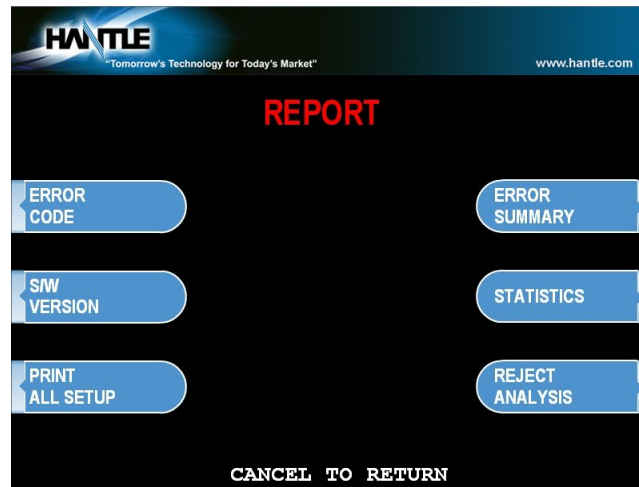 HANTLE
"Tomorrow's Technology for Today's Market"
www.hantle.com
REPORT
ERROR
CODE
ERROR
SUMMARY
S/W
VERSION
STATISTICS
PRINT
ALL SETUP
REJECT
ANALYSIS
CANCEL TO RETURN